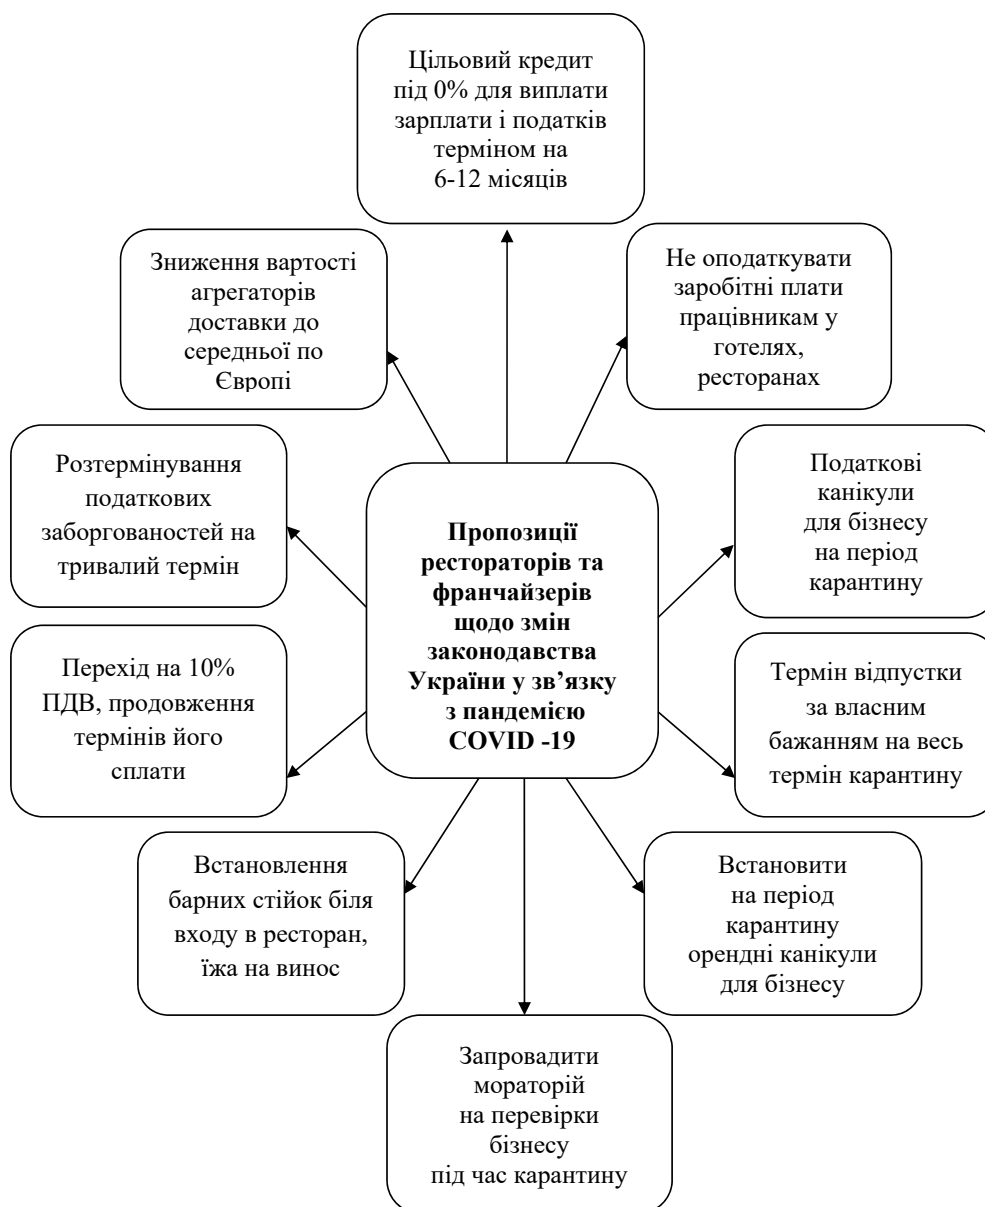 Цільовий кредит
під 0% для виплати
зарплати і податків
терміном на
6-12 місяців
Зниження вартості
агрегаторів
доставки до
середньої по
Європі
Не оподаткувати
заробітні плати
працівникам у
готелях,
ресторанах
Розтермінування
податкових
заборгованостей на
тривалий термін
Пропозиції
рестораторів та
франчайзерів
щодо змін
законодавства
України у зв’язку
з пандемією
COVID -19
Податкові
канікули
для бізнесу
на період
карантину
Перехід на 10%
ПДВ, продовження
термінів його
сплати
Термін відпустки
за власним
бажанням на весь
термін карантину
Встановлення
барних стійок біля
входу в ресторан,
їжа на винос
Встановити
на період
карантину
орендні канікули
для бізнесу
Запровадити
мораторій
на перевірки
бізнесу
під час карантину